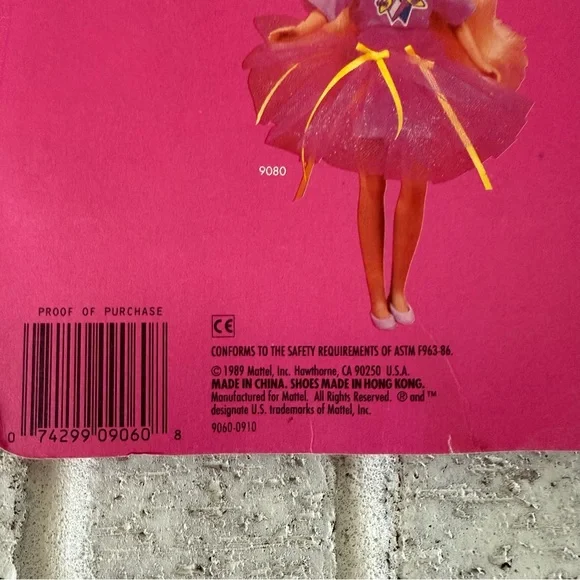 9080
PROOF OF PURCHASE
0 74299 09060 8
CE
CONFORMS TO THE SAFETY REQUIREMENTS OF ASTM F963-86.
© 1989 Mattel, Inc. Hawthorne, CA 90250 U.S.A.
MADE IN CHINA. SHOES MADE IN HONG KONG.
Manufactured for Mattel. All Rights Reserved. ® and ™
designate U.S. trademarks of Mattel, Inc.
9060-0910